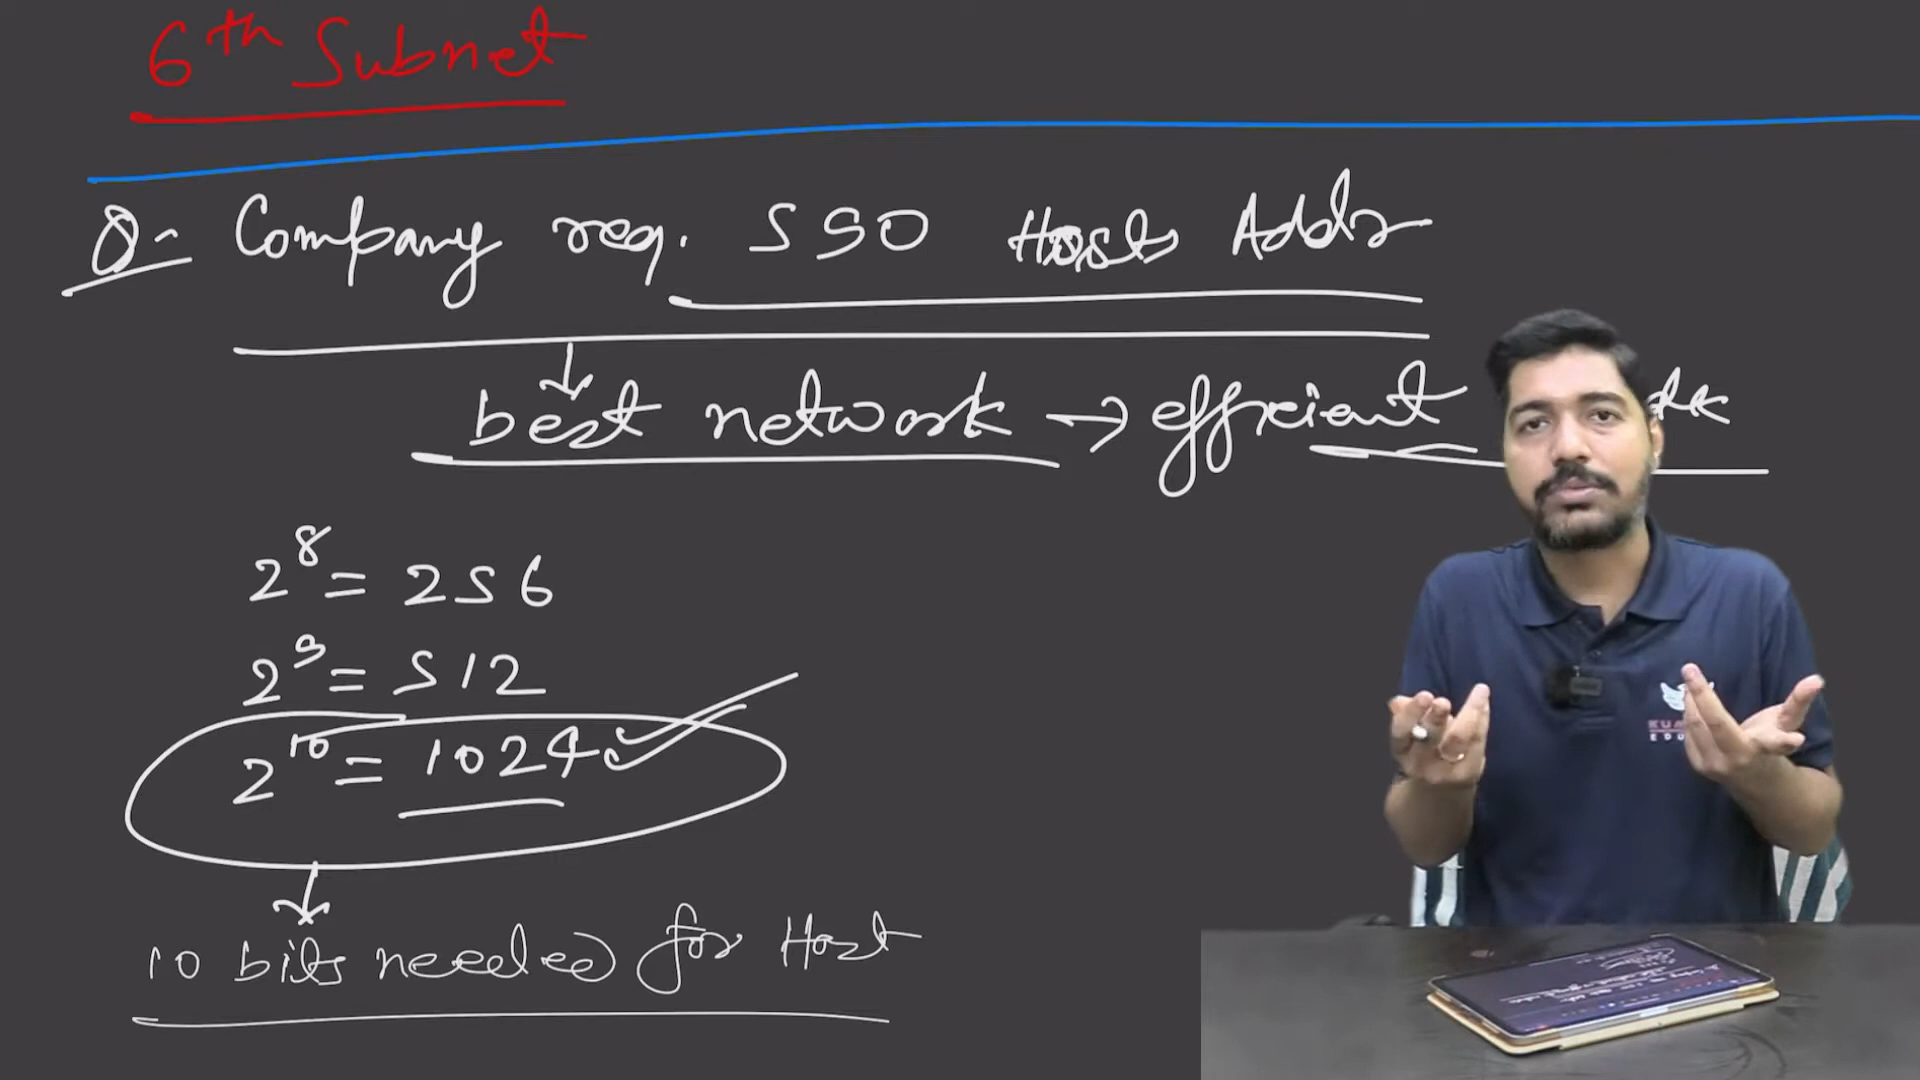 6th Subnet
Q- Company req. 550 Hosts Addr
best network → efficient
2^8 = 256
2^9 = 512
2^10 = 1024
10 bits needed for Host